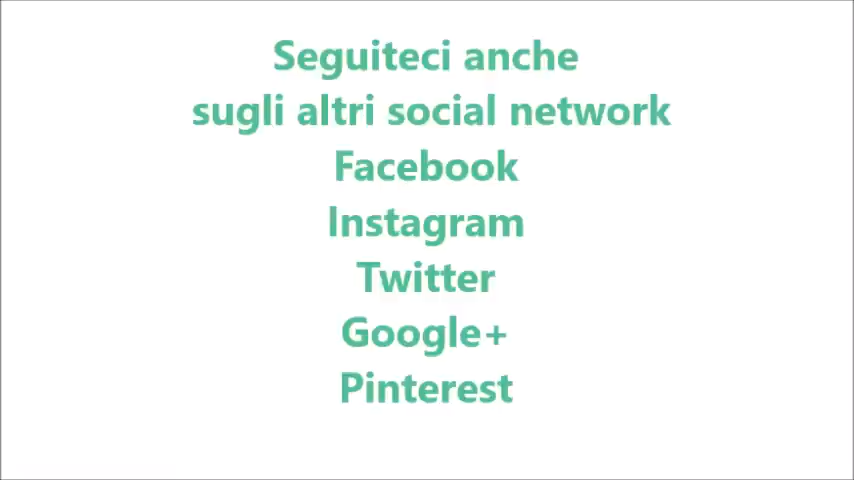 Seguiteci anche
sugli altri social network
Facebook
Instagram
Twitter
Google+
Pinterest